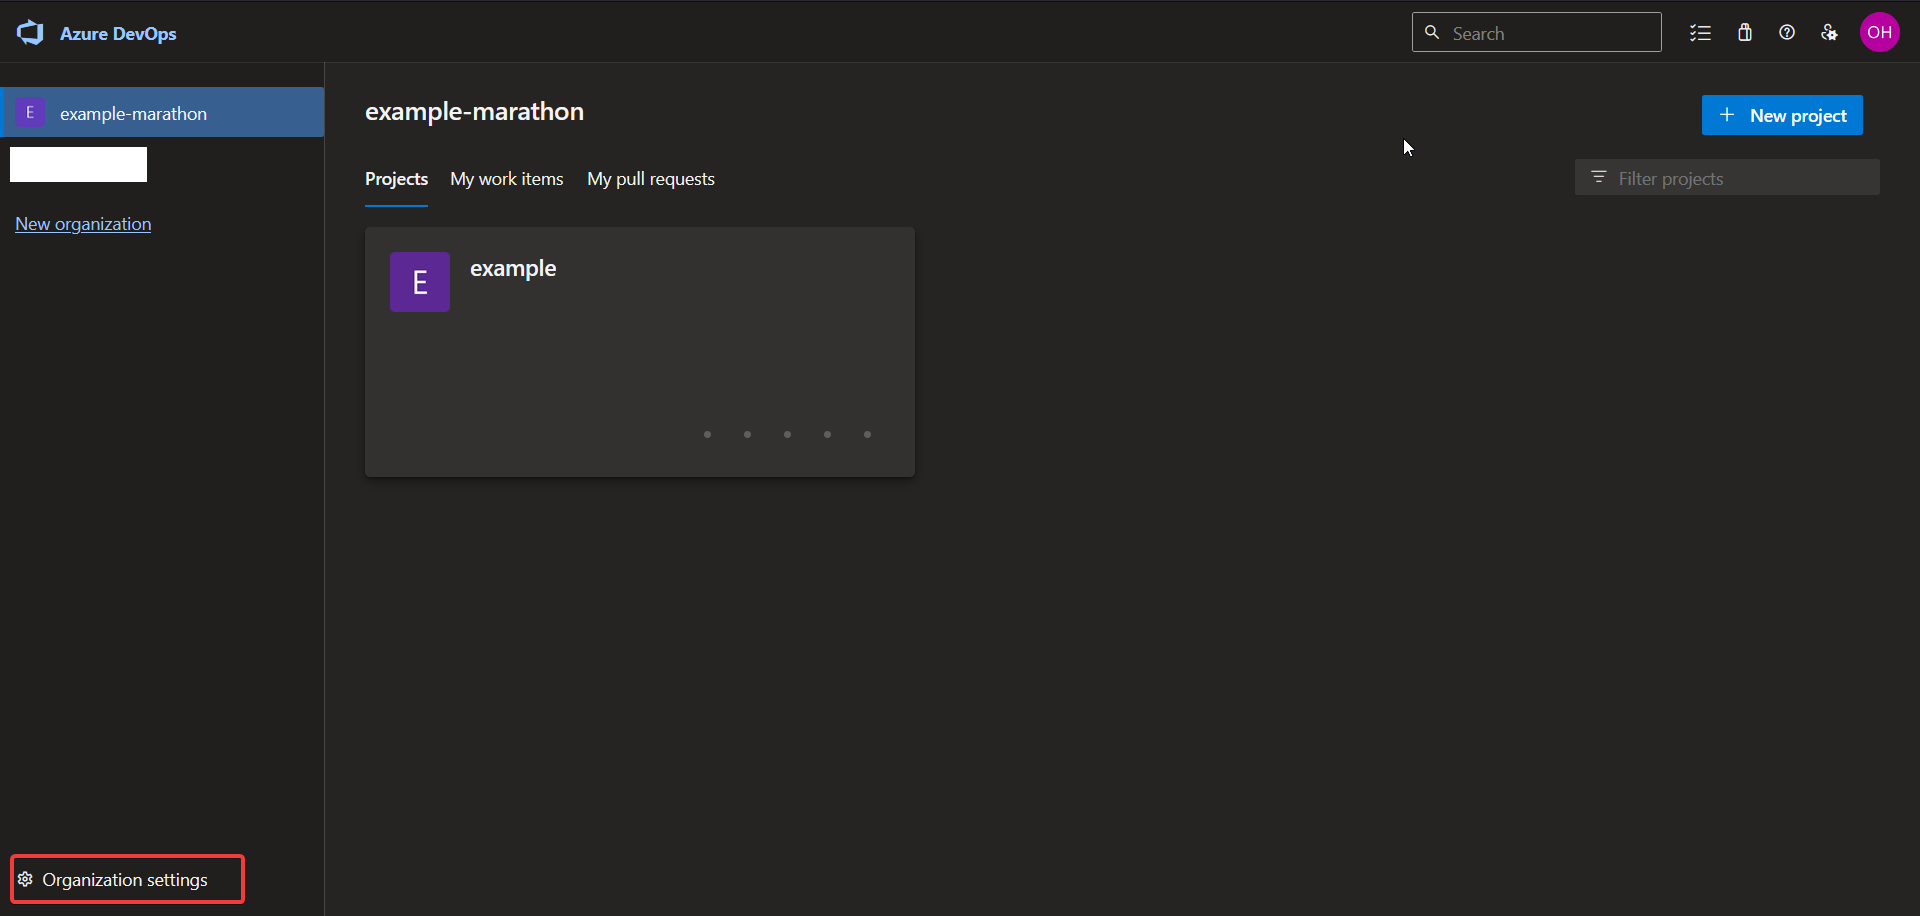 Azure DevOps
Search
OH
E
example-marathon
New organization
Organization settings
example-marathon
New project
Projects
My work items
My pull requests
Filter projects
E
example